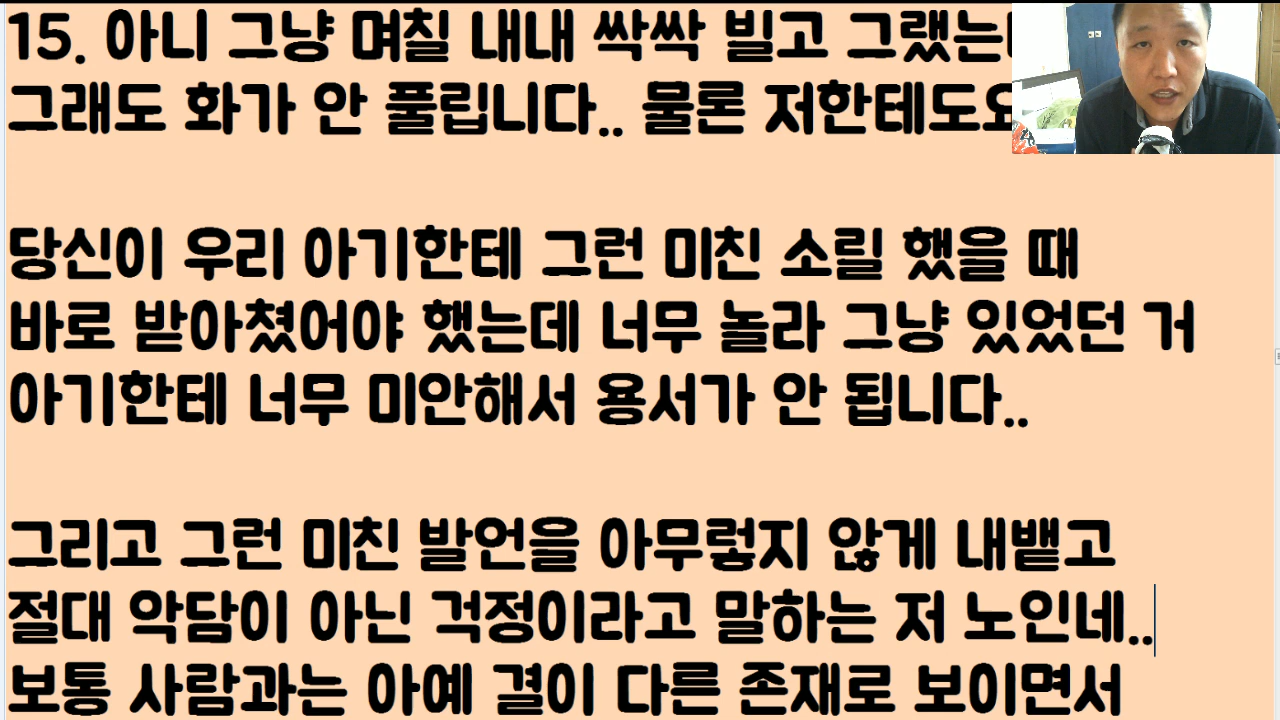 15. 아니 그냥 며칠 내내 싹싹 빌고
그래도 화가 안 풀립니다.. 물론 저한테도
당신이 우리 아기한테 그런 미친 소릴 했을 때
바로 받아쳤어야 했는데 너무 놀라 그냥 있었던 거
아기한테 너무 미안해서 용서가 안 됩니다..
그리고 그런 미친 발언을 아무렇지 않게 내뱉고
절대 악담이 아닌 걱정이라고 말하는 저 노인네..
보통 사람과는 아예 결이 다른 존재로 보이면서